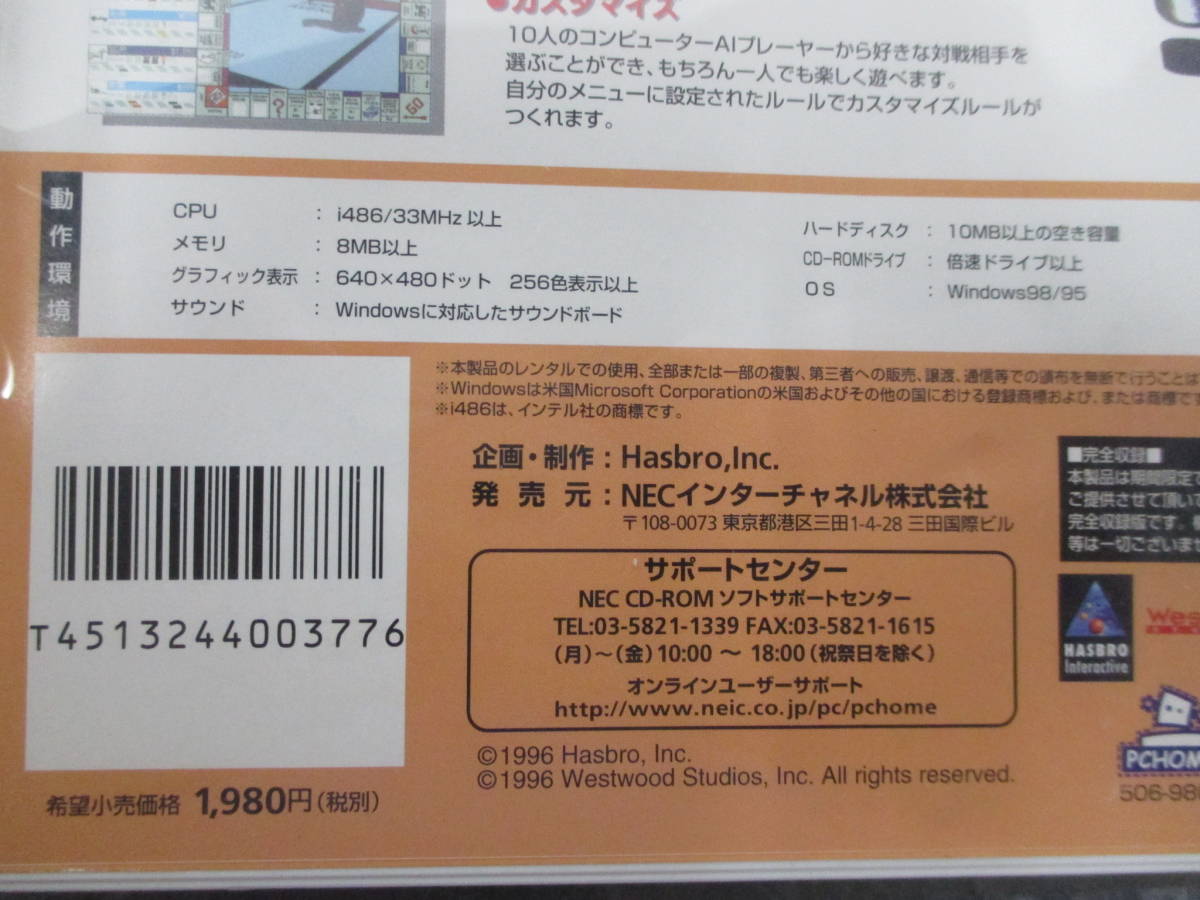 ●カスタマイズ
10人のコンピューターAIプレーヤーから好きな対戦相手を
選ぶことができ、もちろん一人でも楽しく遊べます。
自分のメニューに設定されたルールでカスタマイズルールが
つくれます。
動作環境
CPU : i486/33MHz 以上
メモリ : 8MB以上
グラフィック表示 : 640×480ドット 256色表示以上
サウンド : Windowsに対応したサウンドボード
ハードディスク : 10MB以上の空き容量
CD-ROMドライブ : 倍速ドライブ以上
OS : Windows98/95
※本製品のレンタルでの使用、全部または一部の複製、第三者への販売、譲渡、通信等での頒布を無断で行うことは
※Windowsは米国Microsoft Corporationの米国およびその他の国における登録商標および、または商標です
※i486は、インテル社の商標です。
企画・制作 : Hasbro,Inc.
発売元 : NECインターチャネル株式会社
〒108-0073 東京都港区三田1-4-28 三田国際ビル
サポートセンター
NEC CD-ROM ソフトサポートセンター
TEL:03-5821-1339 FAX:03-5821-1615
(月)～(金)10:00 ～ 18:00(祝祭日を除く)
オンラインユーザーサポート
http://www.neic.co.jp/pc/pchome
©1996 Hasbro, Inc.
©1996 Westwood Studios, Inc. All rights reserved.
T4513244003776
希望小売価格 1,980円(税別)
■完全収録■
本製品は期間限定
ご提供させて頂い
完全収録版です。
等は一切ございませ
HASBRO
Interactive
PCHOM
506-980